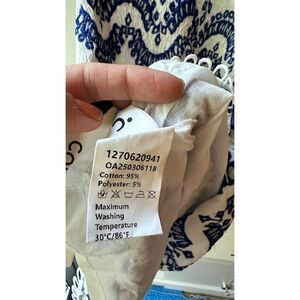 1270620941
OA250306118
Cotton: 95%
Polyester: 5%
Maximum
Washing
Temperature
30°C/86°F